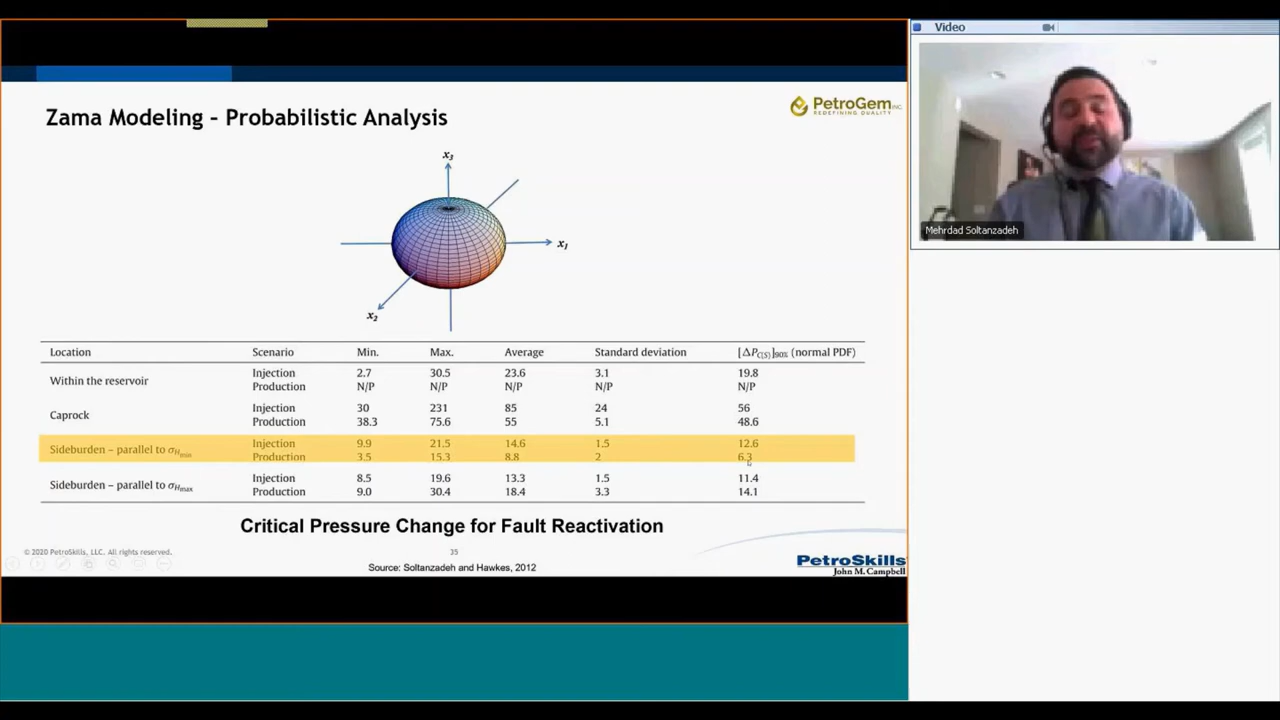 Video
Zama Modeling - Probabilistic Analysis
PetroGem INC.
REDEFINING QUALITY
x3
x1
x2
Mehrdad Soltanzadeh
Location Scenario Min. Max. Average Standard deviation [ΔPC(S)]90% (normal PDF)
Within the reservoir Injection 2.7 30.5 23.6 3.1 19.8
Production N/P N/P N/P N/P N/P
Caprock Injection 30 231 85 24 56
Production 38.3 75.6 55 5.1 48.6
Sideburden – parallel to σHmin Injection 9.9 21.5 14.6 1.5 12.6
Production 3.5 15.3 8.8 2 6.3
Sideburden – parallel to σHmax Injection 8.5 19.6 13.3 1.5 11.4
Production 9.0 30.4 18.4 3.3 14.1
Critical Pressure Change for Fault Reactivation
© 2020 PetroSkills, LLC. All rights reserved.
35
Source: Soltanzadeh and Hawkes, 2012
PetroSkills
John M. Campbell